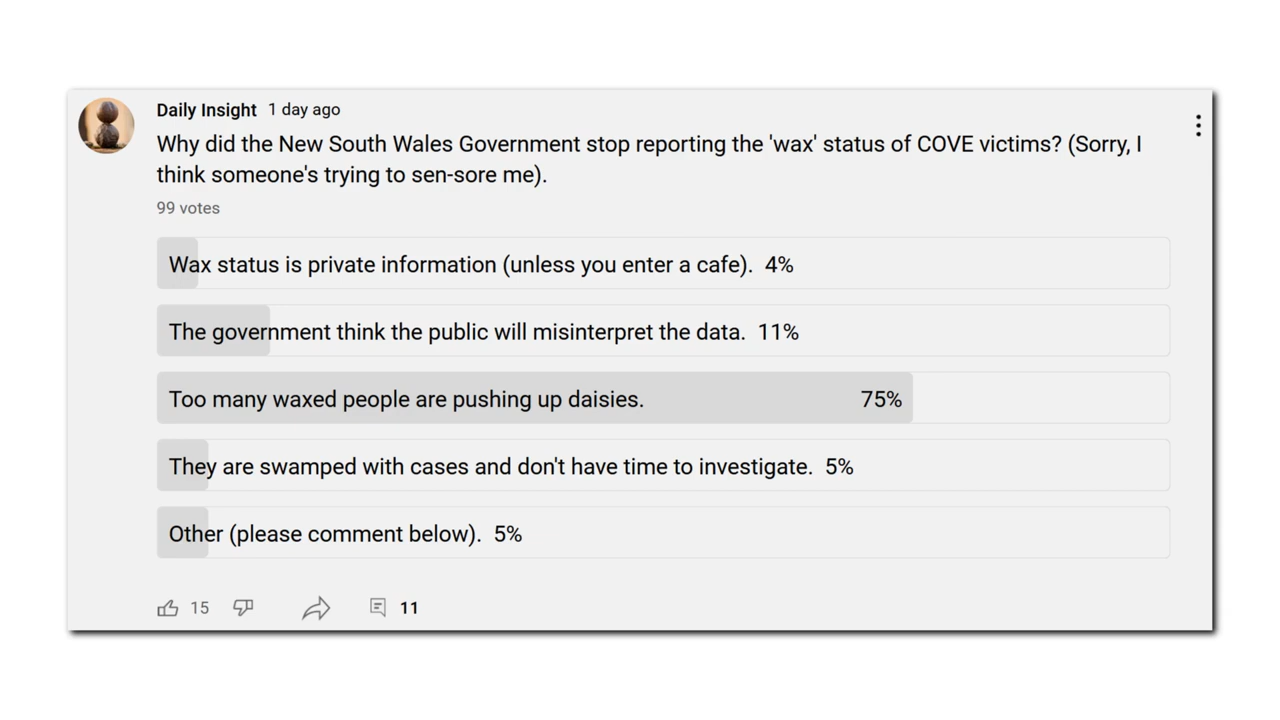 Daily Insight 1 day ago
Why did the New South Wales Government stop reporting the 'wax' status of COVE victims? (Sorry, I
think someone's trying to sen-sore me).
99 votes
Wax status is private information (unless you enter a cafe). 4%
The government think the public will misinterpret the data. 11%
Too many waxed people are pushing up daisies. 75%
They are swamped with cases and don't have time to investigate. 5%
Other (please comment below). 5%
15 11